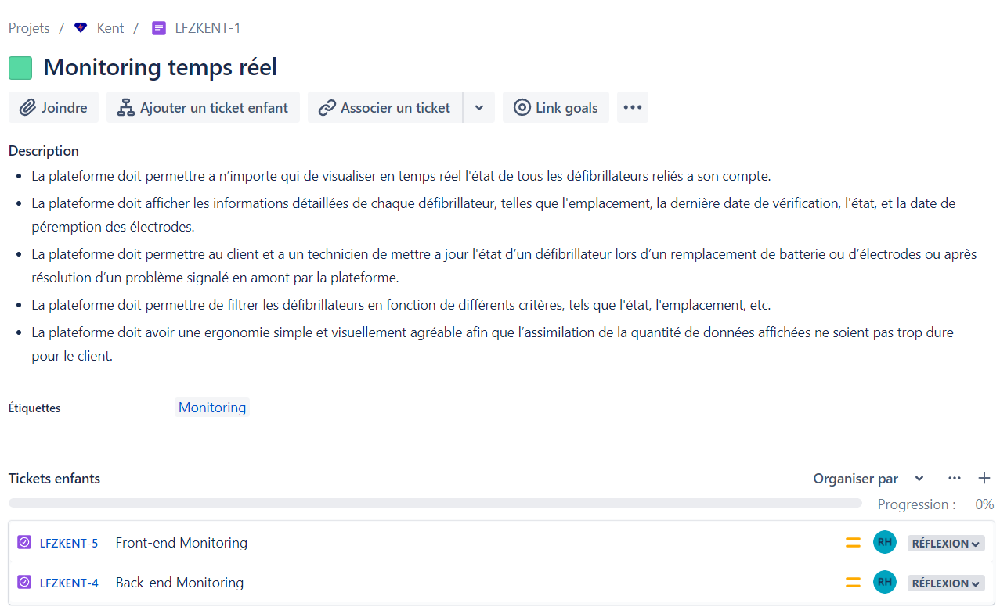 Projets / Kent / LFZKENT-1
Monitoring temps réel
Joindre Ajouter un ticket enfant Associer un ticket Link goals
Description
• La plateforme doit permettre a n’importe qui de visualiser en temps réel l'état de tous les défibrillateurs reliés a son compte.
• La plateforme doit afficher les informations détaillées de chaque défibrillateur, telles que l'emplacement, la dernière date de vérification, l'état, et la date de
péremption des électrodes.
• La plateforme doit permettre au client et a un technicien de mettre a jour l'état d’un défibrillateur lors d’un remplacement de batterie ou d’électrodes ou après
résolution d’un problème signalé en amont par la plateforme.
• La plateforme doit permettre de filtrer les défibrillateurs en fonction de différents critères, tels que l'état, l'emplacement, etc.
• La plateforme doit avoir une ergonomie simple et visuellement agréable afin que l’assimilation de la quantité de données affichées ne soient pas trop dure
pour le client.
Étiquettes Monitoring
Tickets enfants Organiser par
Progression : 0%
LFZKENT-5 Front-end Monitoring RH RÉFLEXION
LFZKENT-4 Back-end Monitoring RH RÉFLEXION